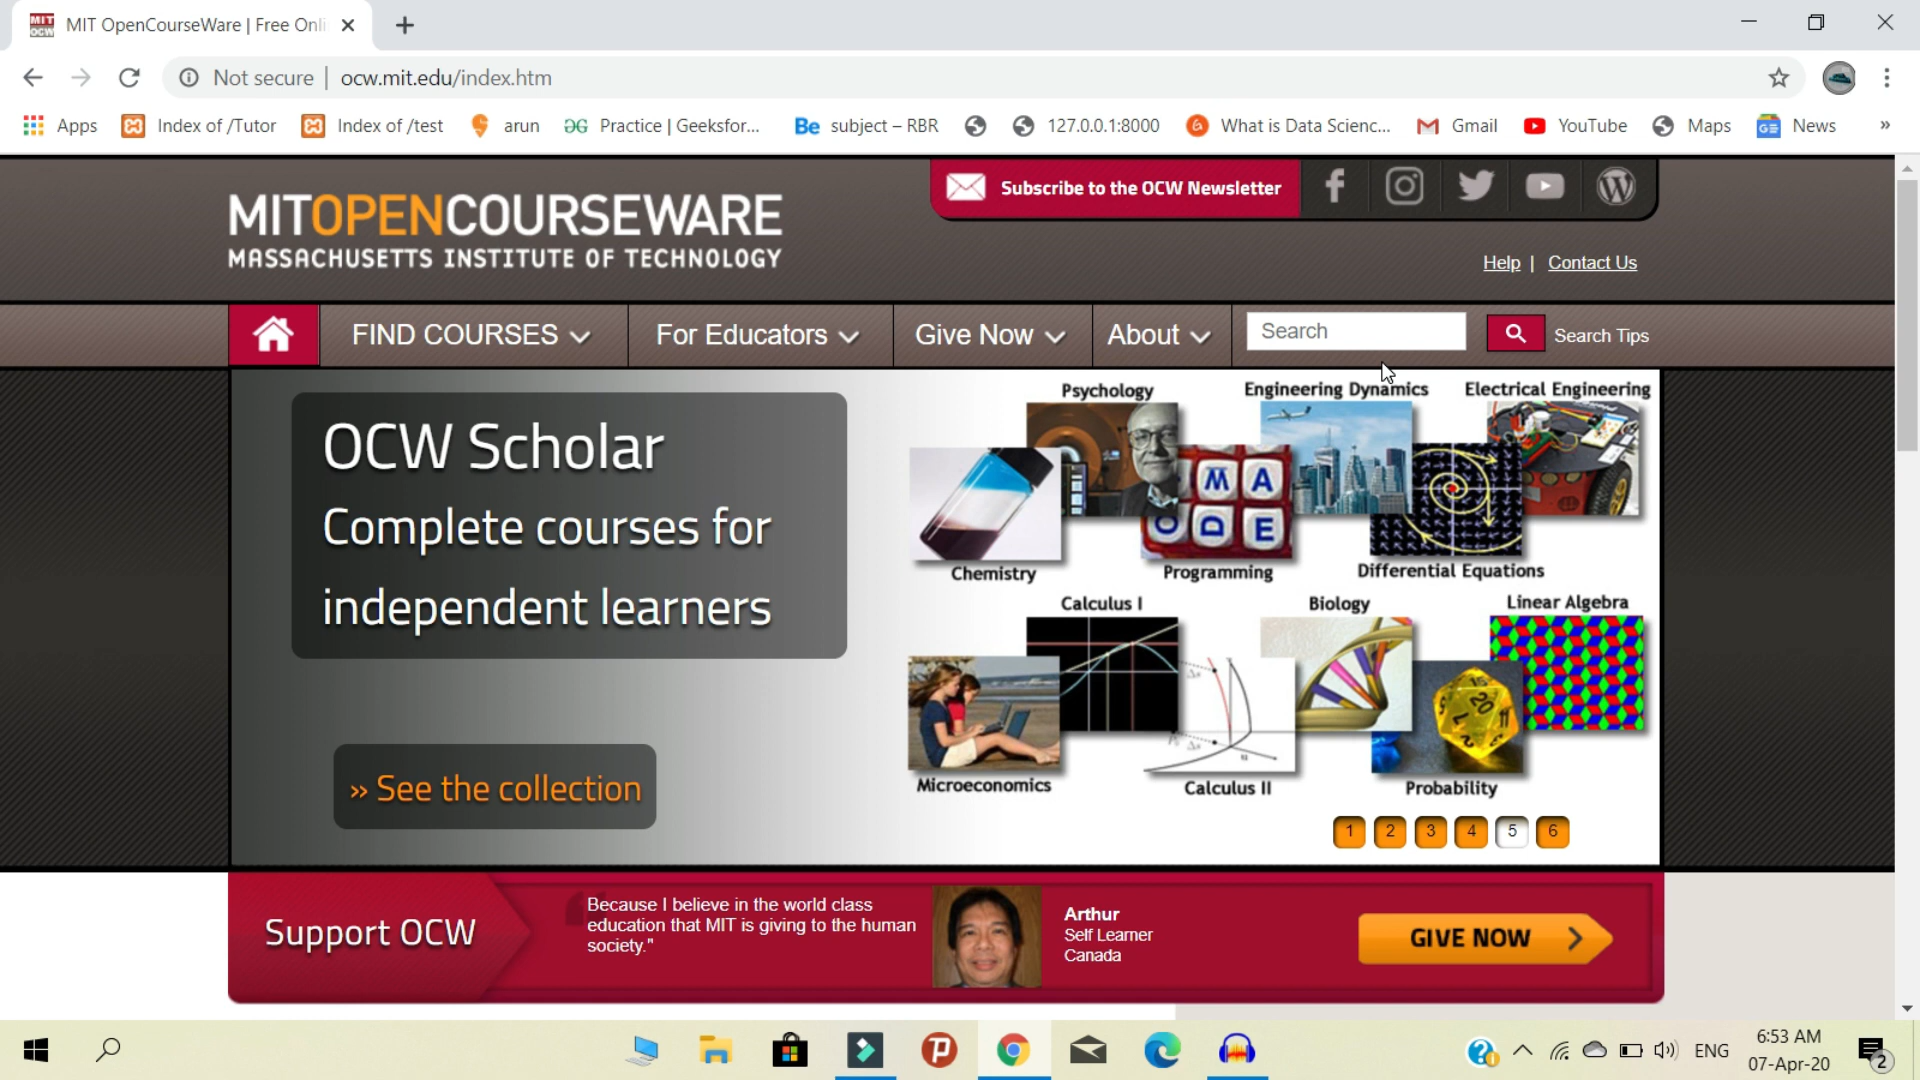 MIT OpenCourseWare | Free Onli
Not secure | ocw.mit.edu/index.htm
Apps
Index of /Tutor
Index of /test
arun
Practice | Geeksfor...
subject – RBR
127.0.0.1:8000
What is Data Scienc...
Gmail
YouTube
Maps
News
»
MITOPENCOURSEWARE
MASSACHUSETTS INSTITUTE OF TECHNOLOGY
Subscribe to the OCW Newsletter
Help | Contact Us
FIND COURSES
For Educators
Give Now
About
Search
Search Tips
OCW Scholar
Complete courses for
independent learners
» See the collection
Psychology
Engineering Dynamics
Electrical Engineering
Chemistry
Programming
Differential Equations
Calculus I
Biology
Linear Algebra
Microeconomics
Calculus II
Probability
1 2 3 4 5 6
Support OCW
Because I believe in the world class
education that MIT is giving to the human
society."
Arthur
Self Learner
Canada
GIVE NOW
ENG
6:53 AM
07-Apr-20
2